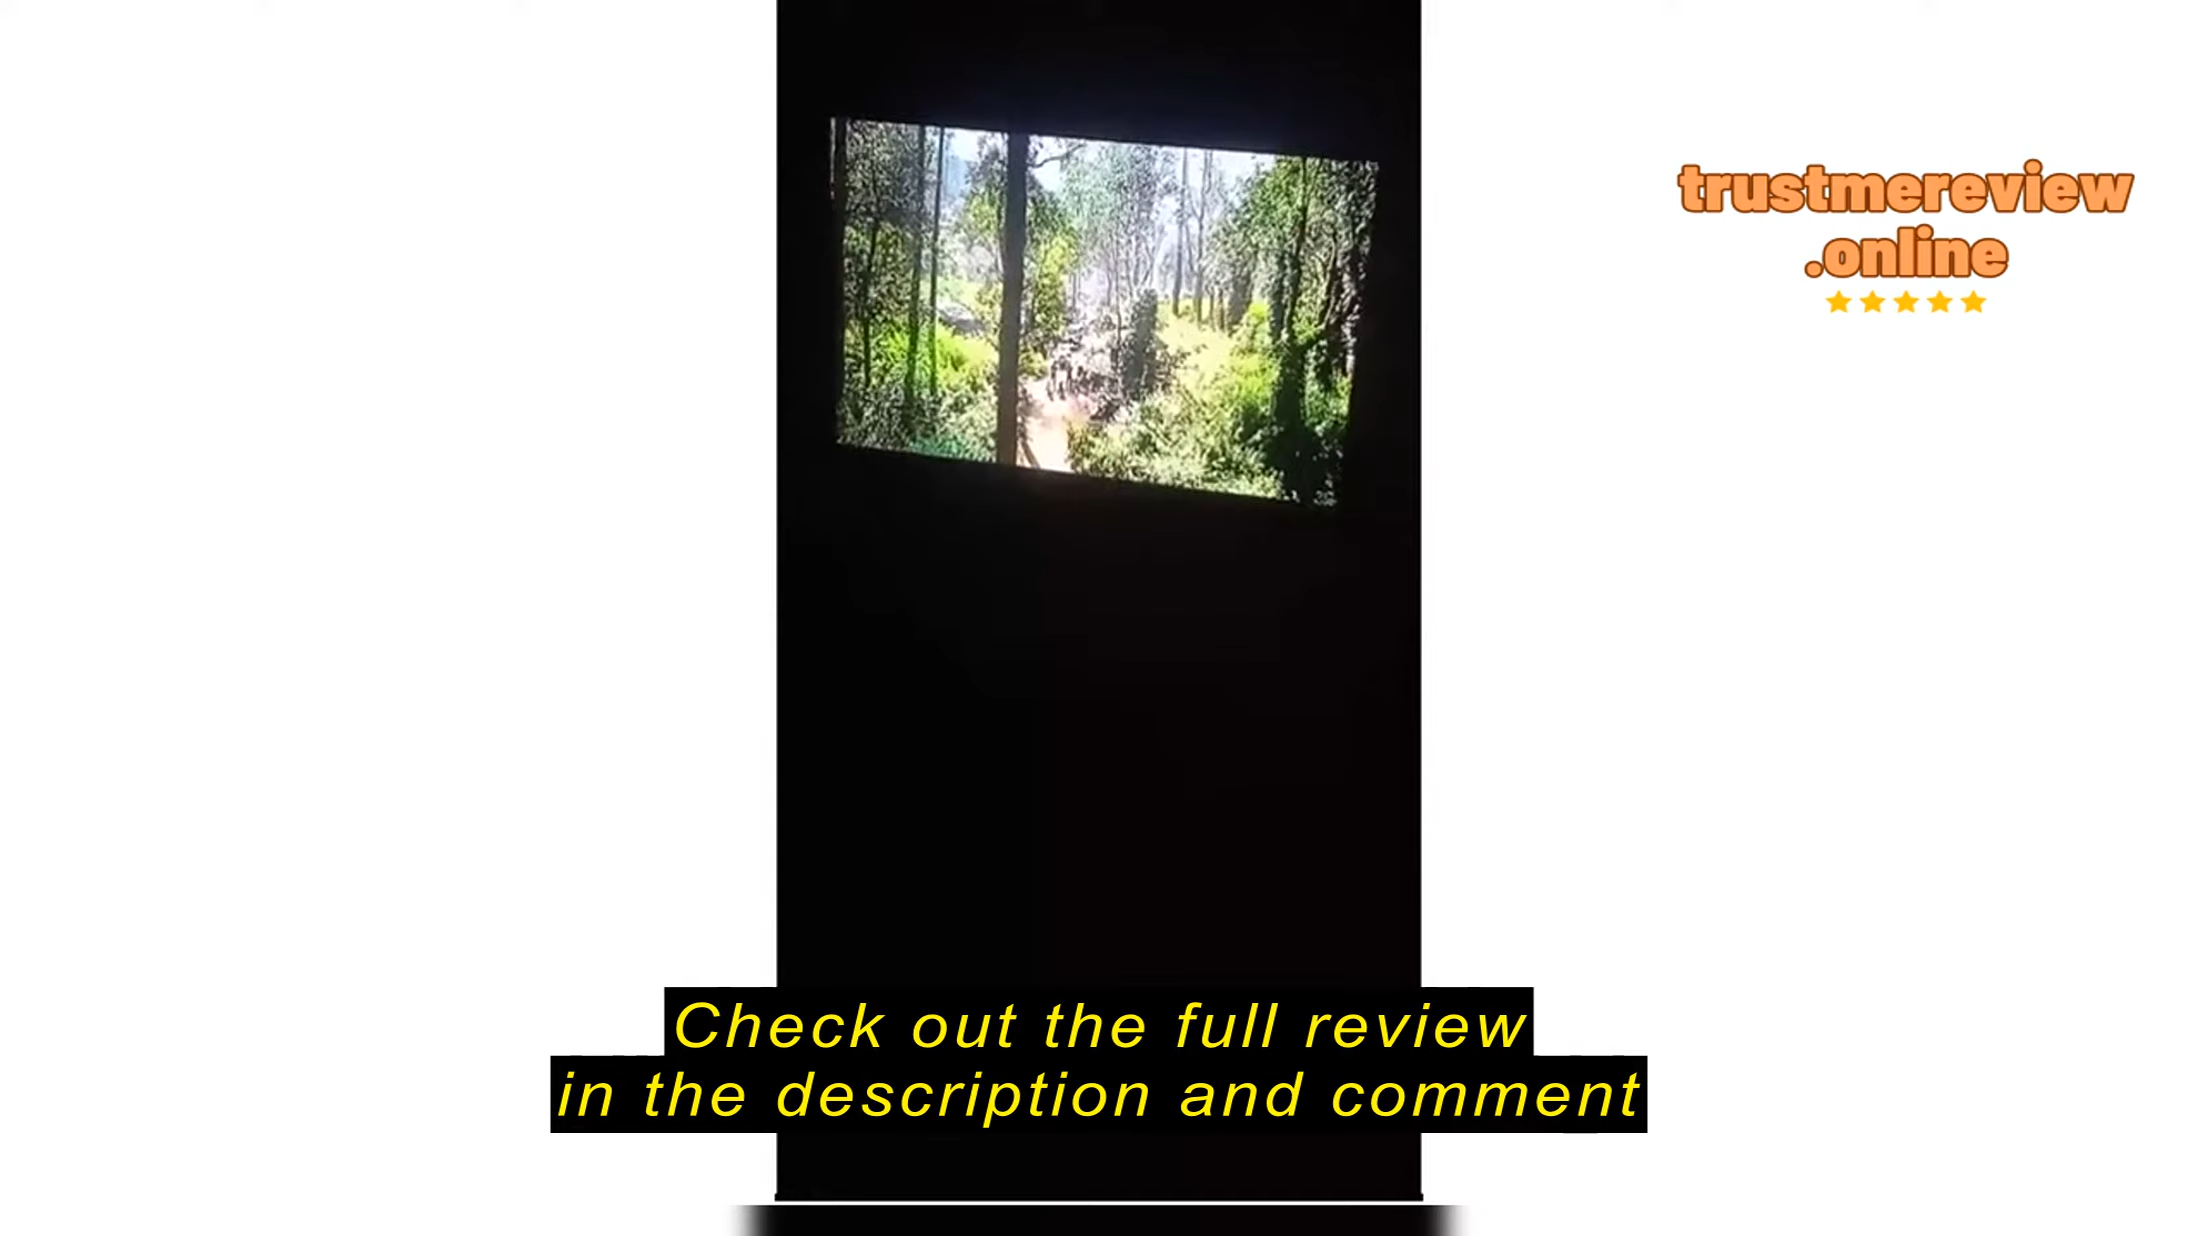 trustmereview
.online
Check out the full review
in the description and comment